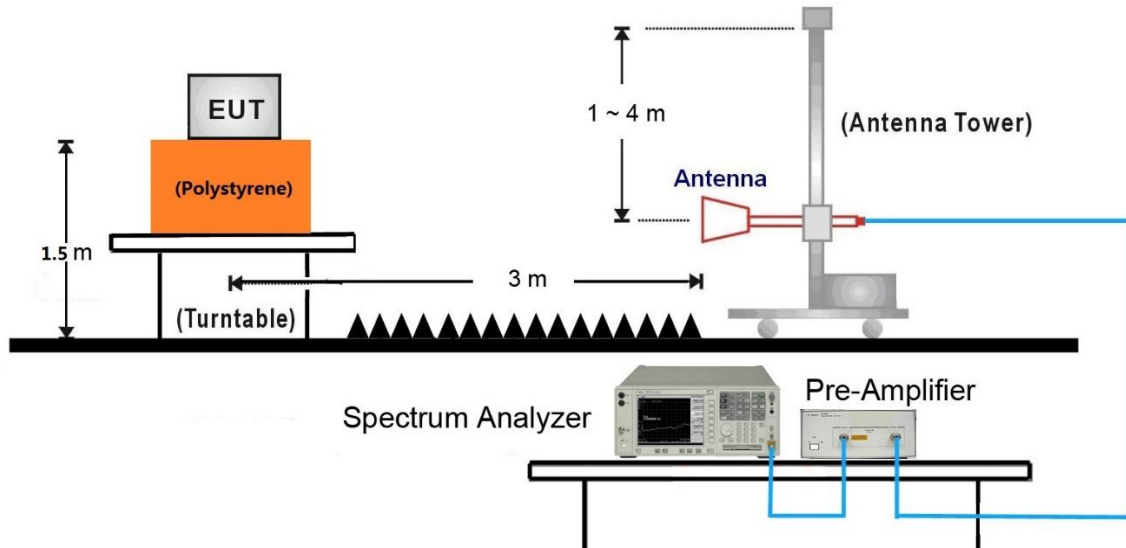 EUT
(Polystyrene)
1.5 m
(Turntable)
3 m
1 ~ 4 m
Antenna
(Antenna Tower)
Spectrum Analyzer
Pre-Amplifier